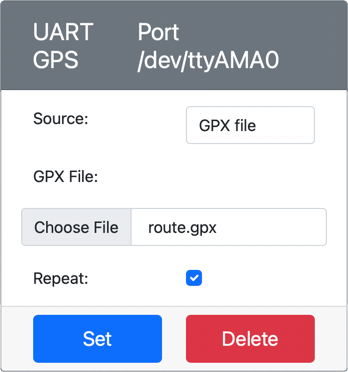 UART GPS
Port /dev/ttyAMA0
Source:
GPX file
GPX File:
Choose File
route.gpx
Repeat:
Set
Delete